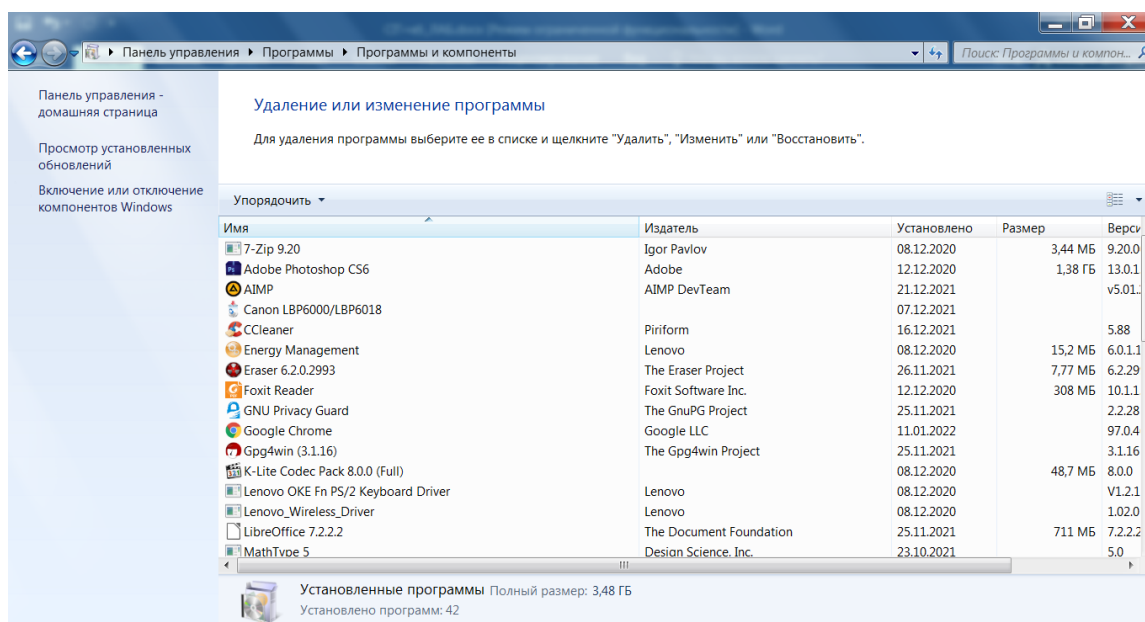 Панель управления ▸ Программы ▸ Программы и компоненты
Поиск: Программы и компон...
Панель управления - домашняя страница
Просмотр установленных обновлений
Включение или отключение компонентов Windows
Удаление или изменение программы
Для удаления программы выберите ее в списке и щелкните "Удалить", "Изменить" или "Восстановить".
Упорядочить
Имя Издатель Установлено Размер Верси
7-Zip 9.20 Igor Pavlov 08.12.2020 3,44 МБ 9.20.0
Adobe Photoshop CS6 Adobe 12.12.2020 1,38 ГБ 13.0.1
AIMP AIMP DevTeam 21.12.2021 v5.01.
Canon LBP6000/LBP6018 07.12.2021
CCleaner Piriform 16.12.2021 5.88
Energy Management Lenovo 08.12.2020 15,2 МБ 6.0.1.1
Eraser 6.2.0.2993 The Eraser Project 26.11.2021 7,77 МБ 6.2.29
Foxit Reader Foxit Software Inc. 12.12.2020 308 МБ 10.1.1
GNU Privacy Guard The GnuPG Project 25.11.2021 2.2.28
Google Chrome Google LLC 11.01.2022 97.0.4
Gpg4win (3.1.16) The Gpg4win Project 25.11.2021 3.1.16
K-Lite Codec Pack 8.0.0 (Full) 08.12.2020 48,7 МБ 8.0.0
Lenovo OKE Fn PS/2 Keyboard Driver Lenovo 08.12.2020 V1.2.1
Lenovo_Wireless_Driver Lenovo 08.12.2020 1.02.0
LibreOffice 7.2.2.2 The Document Foundation 25.11.2021 711 МБ 7.2.2.2
MathType 5 Design Science, Inc. 23.10.2021 5.0
Установленные программы Полный размер: 3,48 ГБ
Установлено программ: 42